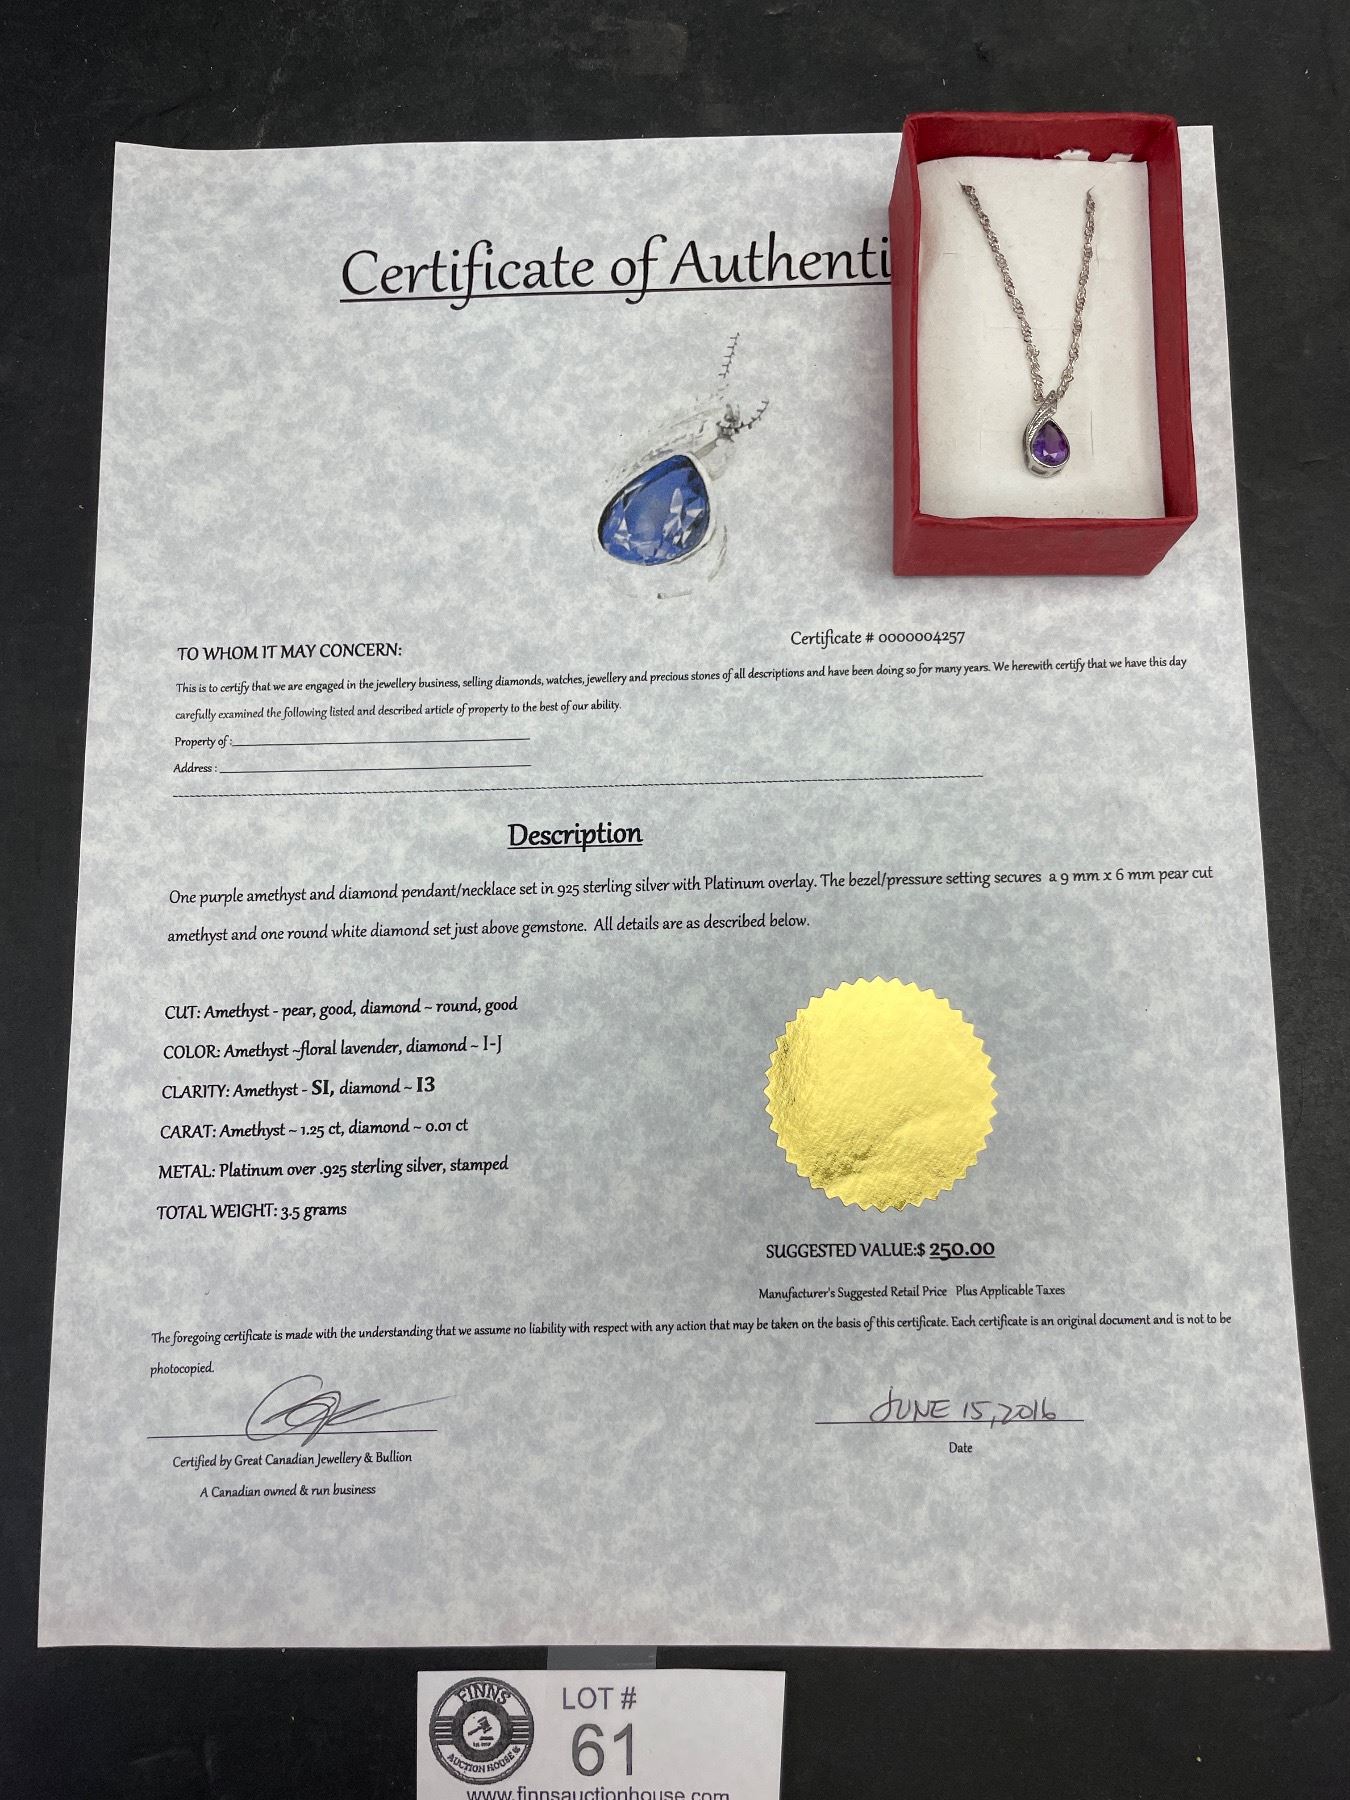 Certificate of Authenti
TO WHOM IT MAY CONCERN:
Certificate # 0000004257
This is to certify that we are engaged in the jewellery business, selling diamonds, watches, jewellery and precious stones of all descriptions and have been doing so for many years. We herewith certify that we have this day
carefully examined the following listed and described article of property to the best of our ability.
Property of :
Address :
Description
One purple amethyst and diamond pendant/necklace set in 925 sterling silver with Platinum overlay. The bezel/pressure setting secures a 9 mm x 6 mm pear cut
amethyst and one round white diamond set just above gemstone. All details are as described below.
CUT: Amethyst - pear, good, diamond ~ round, good
COLOR: Amethyst ~floral lavender, diamond ~ I-J
CLARITY: Amethyst - SI, diamond ~ I3
CARAT: Amethyst ~ 1.25 ct, diamond ~ 0.01 ct
METAL: Platinum over .925 sterling silver, stamped
TOTAL WEIGHT: 3.5 grams
SUGGESTED VALUE:$ 250.00
Manufacturer's Suggested Retail Price Plus Applicable Taxes
The foregoing certificate is made with the understanding that we assume no liability with respect with any action that may be taken on the basis of this certificate. Each certificate is an original document and is not to be
photocopied.
JUNE 15, 2016
Certified by Great Canadian Jewellery & Bullion
Date
A Canadian owned & run business
FINNS
AUCTION HOUSE
LOT #
61
www.finnsauctionhouse.com